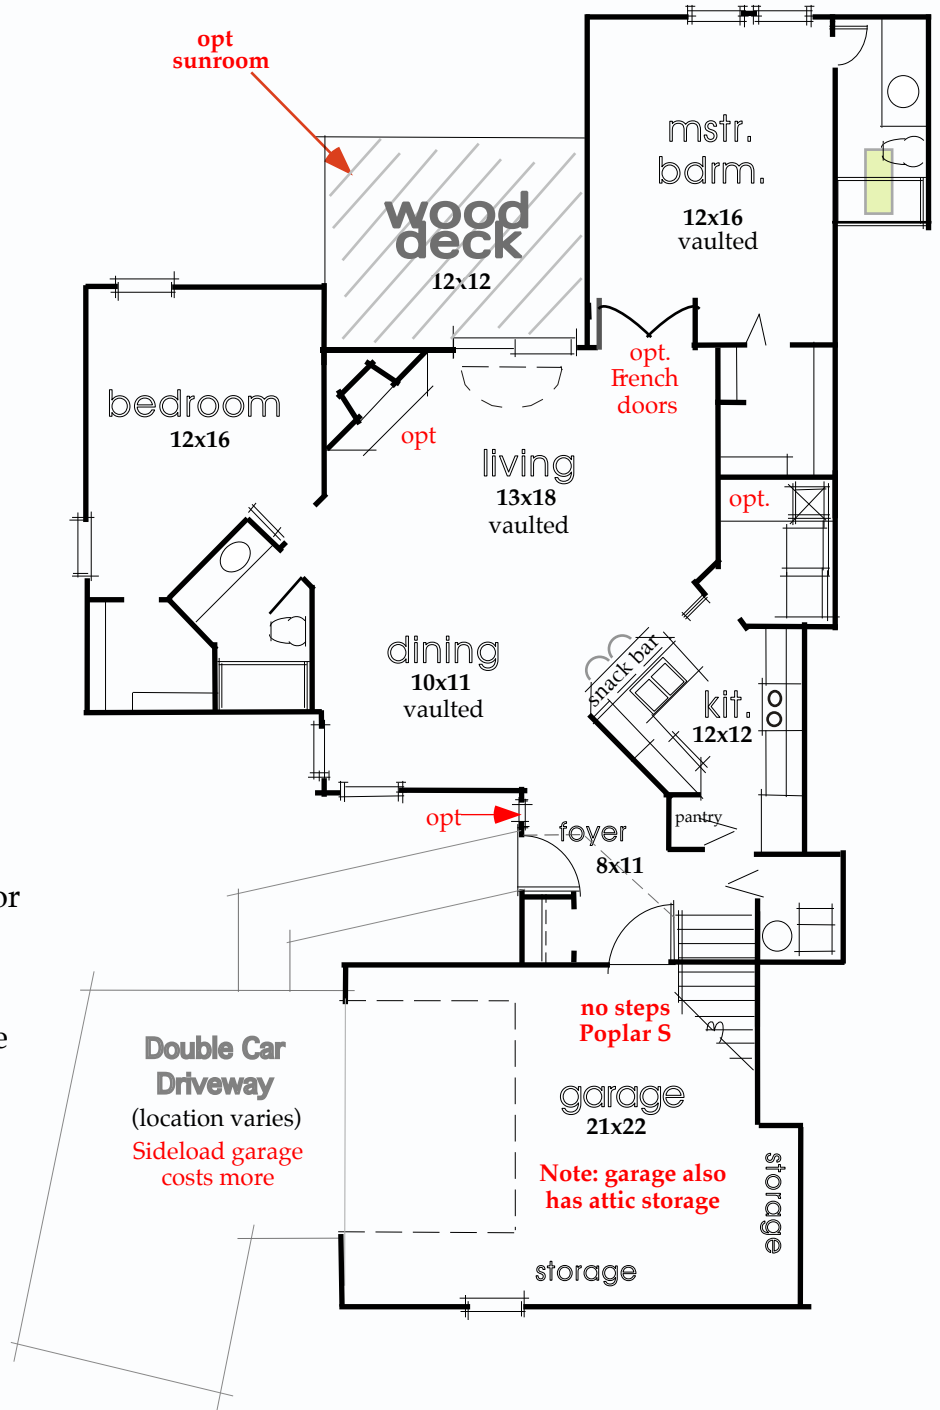 opt
sunroom
mstr.
bdrm.
12x16
vaulted
wood
deck
12x12
bedroom
12x16
opt
opt.
French
doors
living
13x18
vaulted
opt.
dining
10x11
vaulted
snack bar
kit.
12x12
pantry
opt
foyer
8x11
or
e
no steps
Poplar S
Double Car
Driveway
(location varies)
Sideload garage
costs more
garage
21x22
Note: garage also
has attic storage
storage
storage